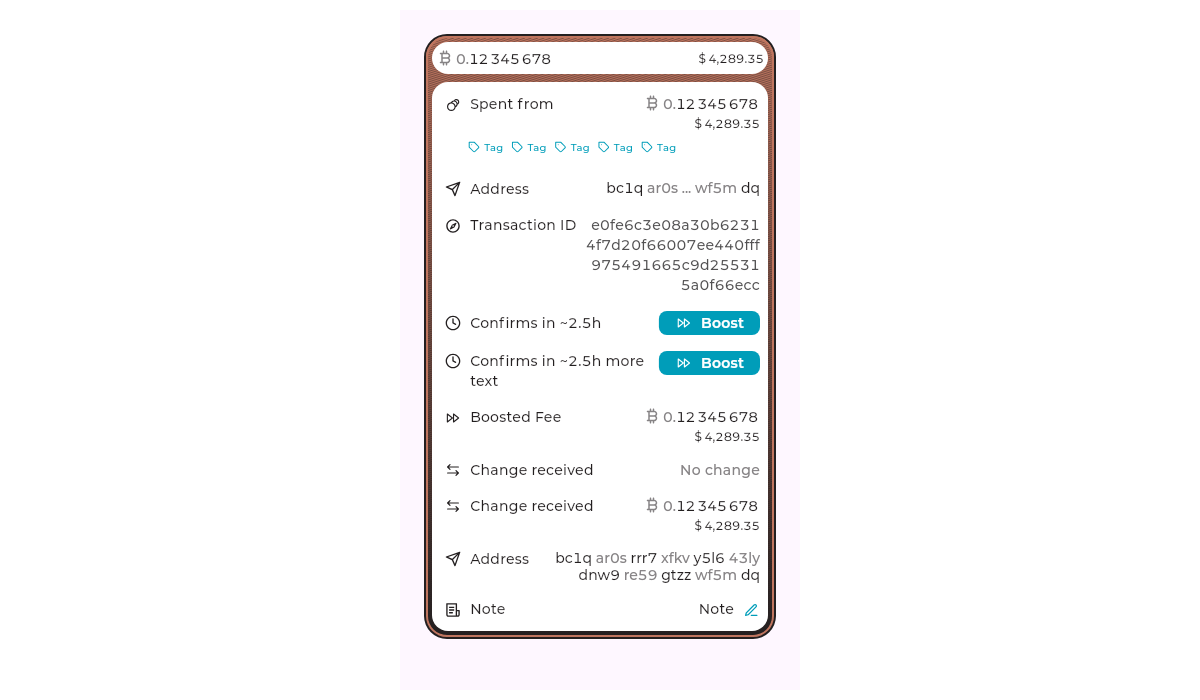 ₿ 0.12 345 678 $ 4,289.35
Spent from ₿ 0.12 345 678
$ 4,289.35
Tag Tag Tag Tag Tag
Address bc1q ar0s ... wf5m dq
Transaction ID e0fe6c3e08a30b6231
4f7d20f66007ee440fff
975491665c9d25531
5a0f66ecc
Confirms in ~2.5h Boost
Confirms in ~2.5h more Boost
text
Boosted Fee ₿ 0.12 345 678
$ 4,289.35
Change received No change
Change received ₿ 0.12 345 678
$ 4,289.35
Address bc1q ar0s rrr7 xfkv y5l6 43ly
dnw9 re59 gtzz wf5m dq
Note Note